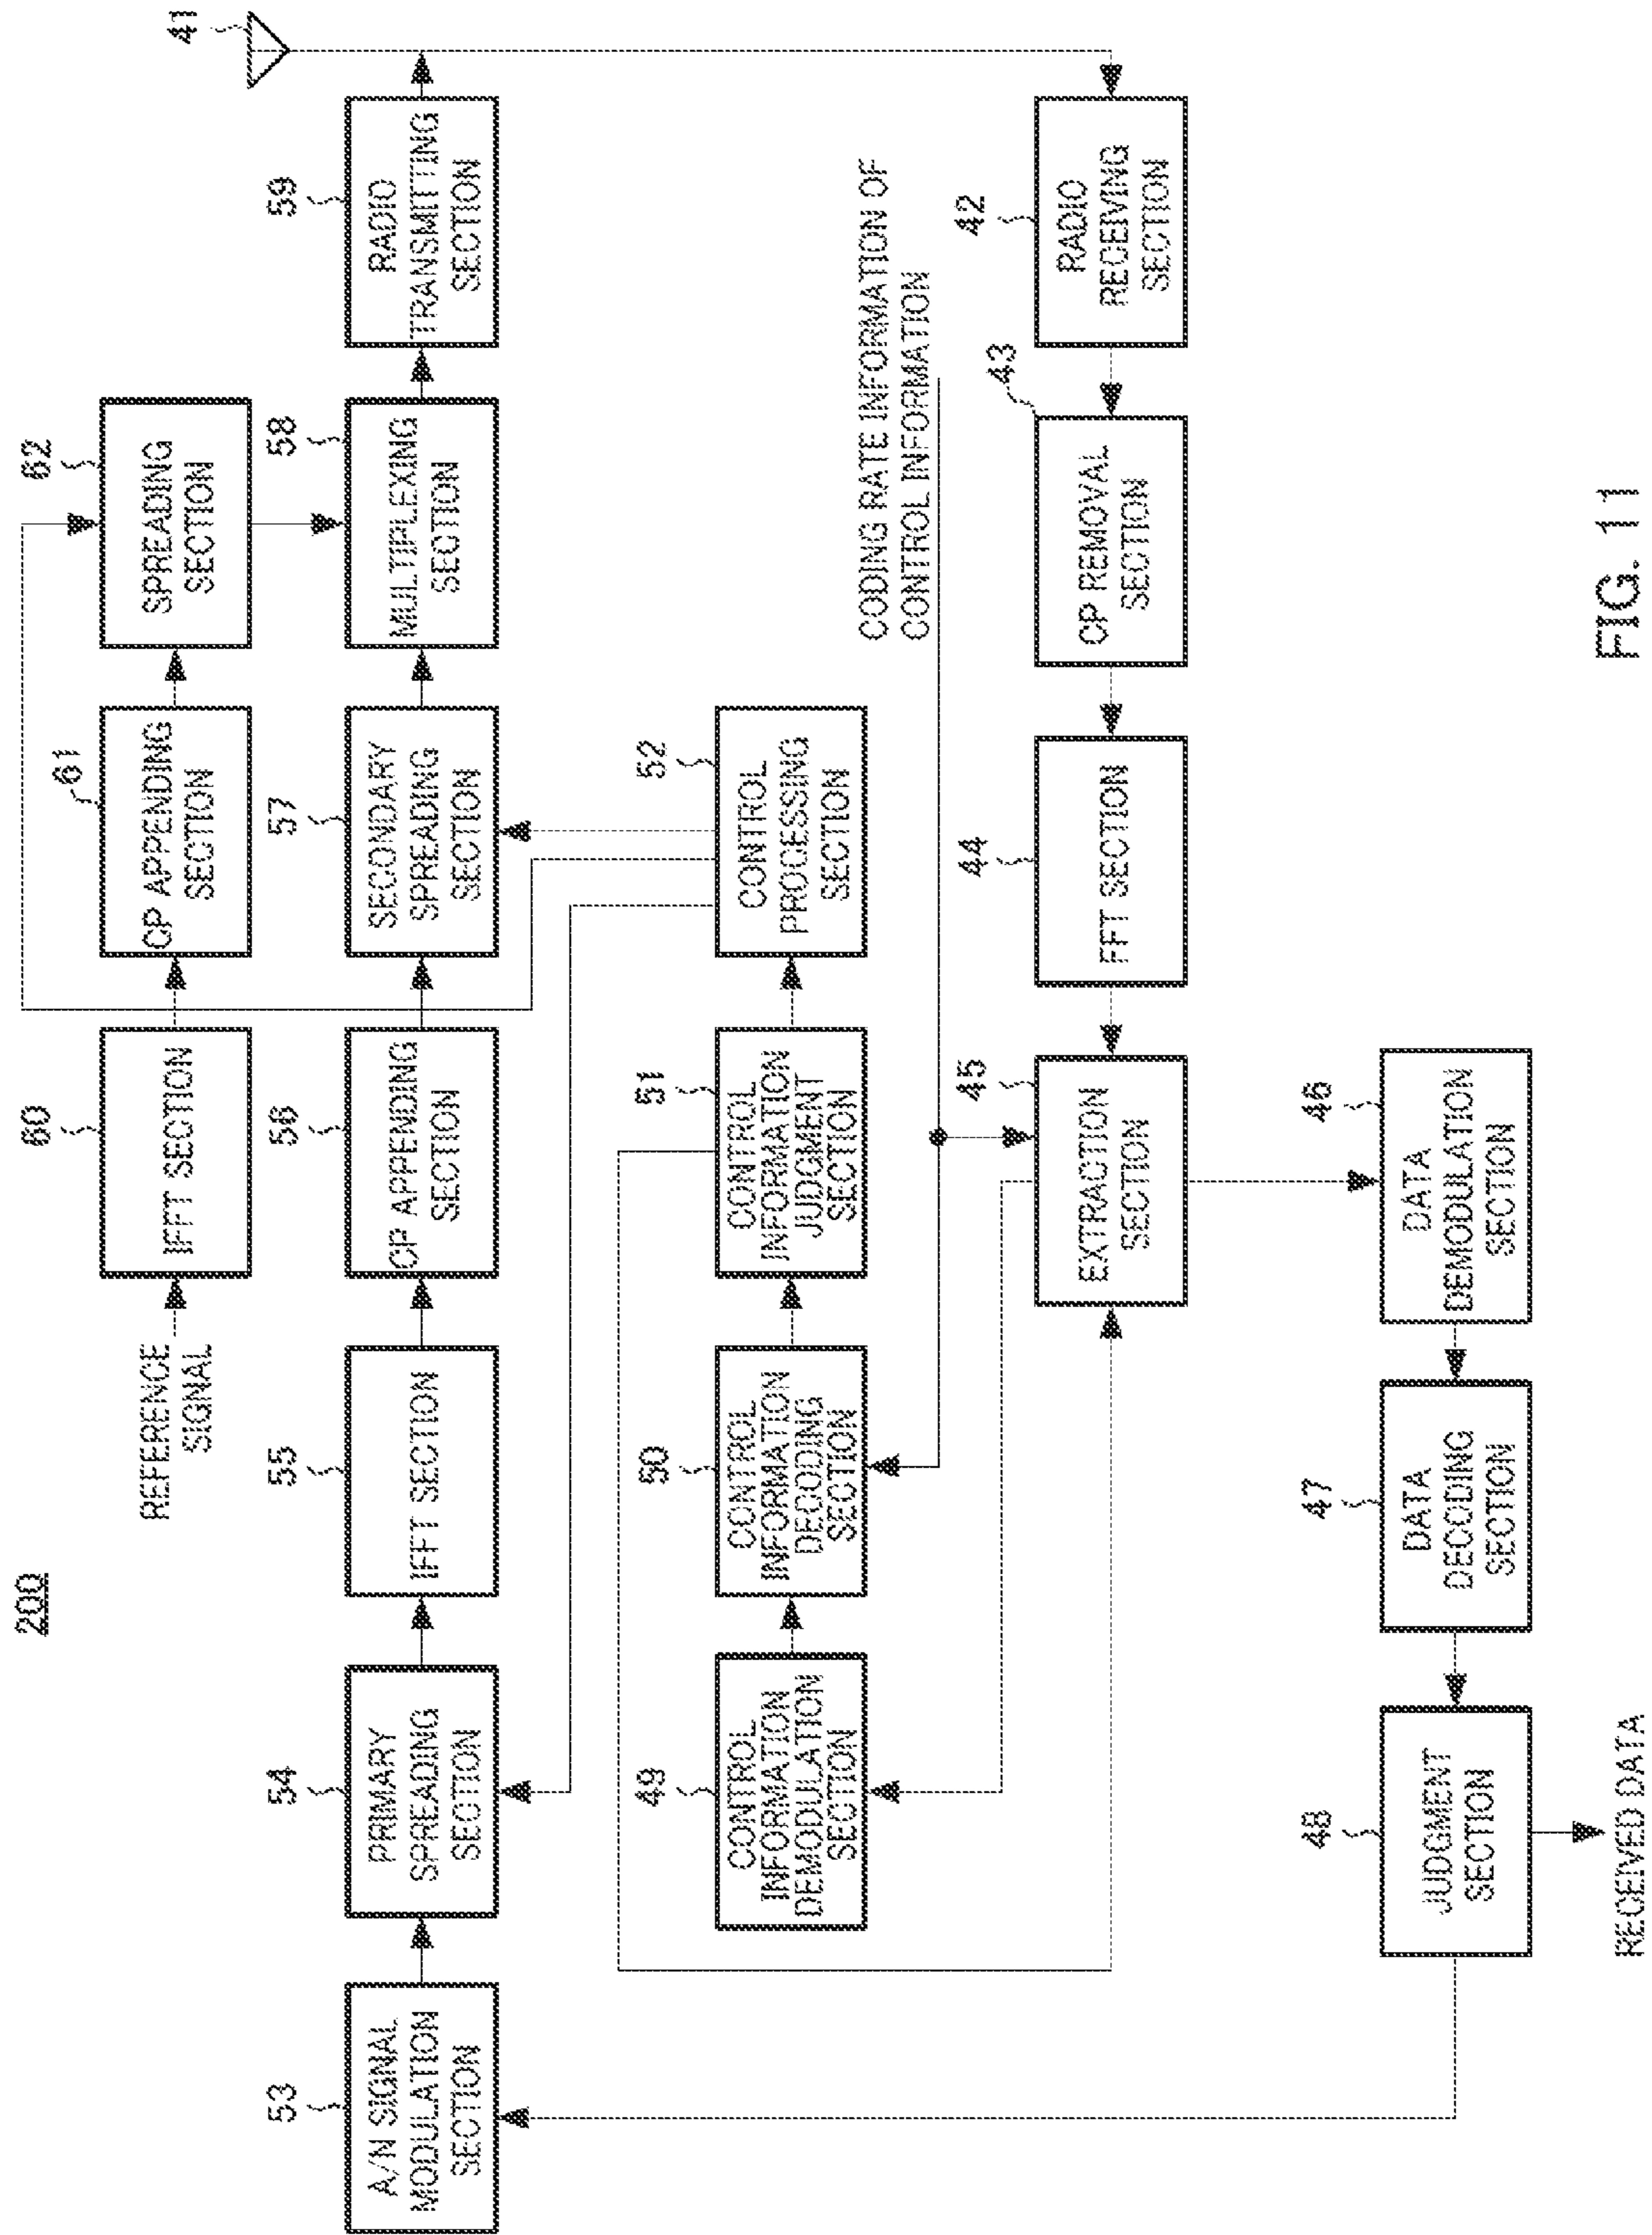 200
REFERENCE
SIGNAL
60
IFFT SECTION
61
CP APPENDING
SECTION
62
SPREADING
SECTION
41
53
A/N SIGNAL
MODULATION
SECTION
54
PRIMARY
SPREADING
SECTION
55
IFFT SECTION
56
CP APPENDING
SECTION
57
SECONDARY
SPREADING
SECTION
58
MULTIPLEXING
SECTION
59
RADIO
TRANSMITTING
SECTION
49
CONTROL
INFORMATION
DEMODULATION
SECTION
50
CONTROL
INFORMATION
DECODING
SECTION
51
CONTROL
INFORMATION
JUDGMENT
SECTION
52
CONTROL
PROCESSING
SECTION
CODING RATE INFORMATION OF
CONTROL INFORMATION
45
EXTRACTION
SECTION
44
FFT SECTION
43
CP REMOVAL
SECTION
42
RADIO
RECEIVING
SECTION
48
JUDGMENT
SECTION
47
DATA
DECODING
SECTION
46
DATA
DEMODULATION
SECTION
RECEIVED DATA
FIG. 11